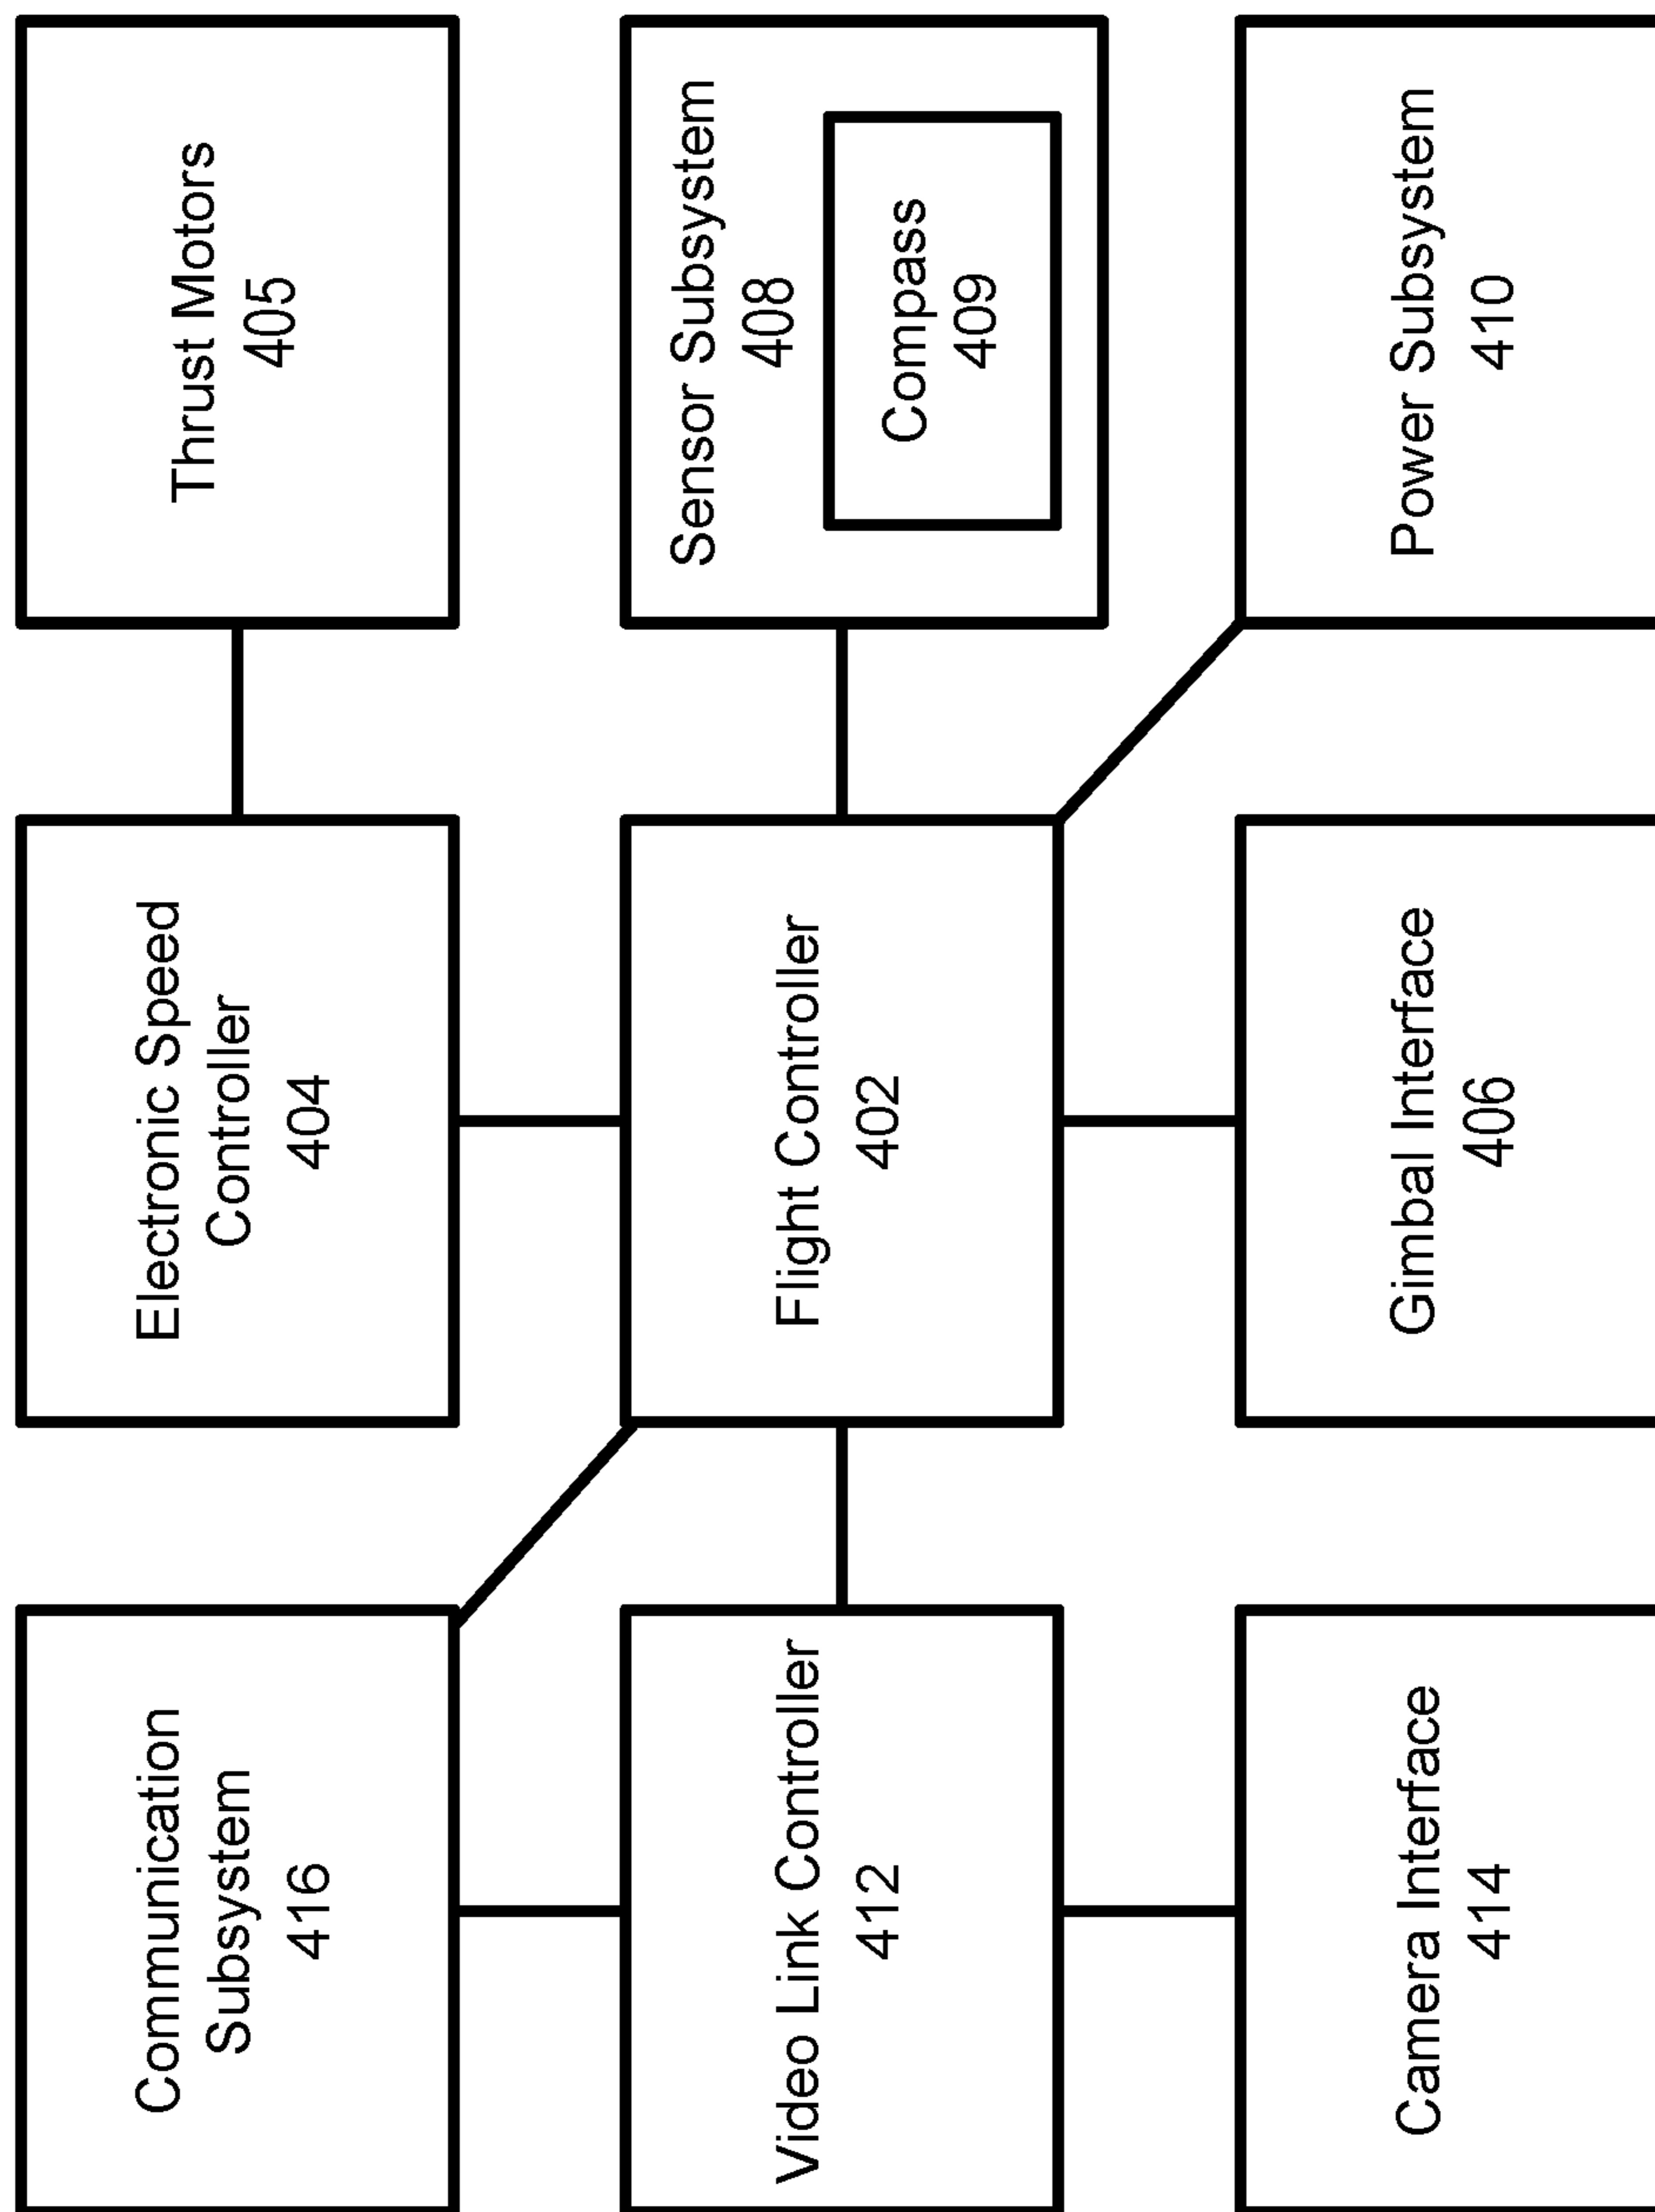 Communication
Subsystem
416
Electronic Speed
Controller
404
Thrust Motors
405
Video Link Controller
412
Flight Controller
402
Sensor Subsystem
408
Compass
409
Camera Interface
414
Gimbal Interface
406
Power Subsystem
410